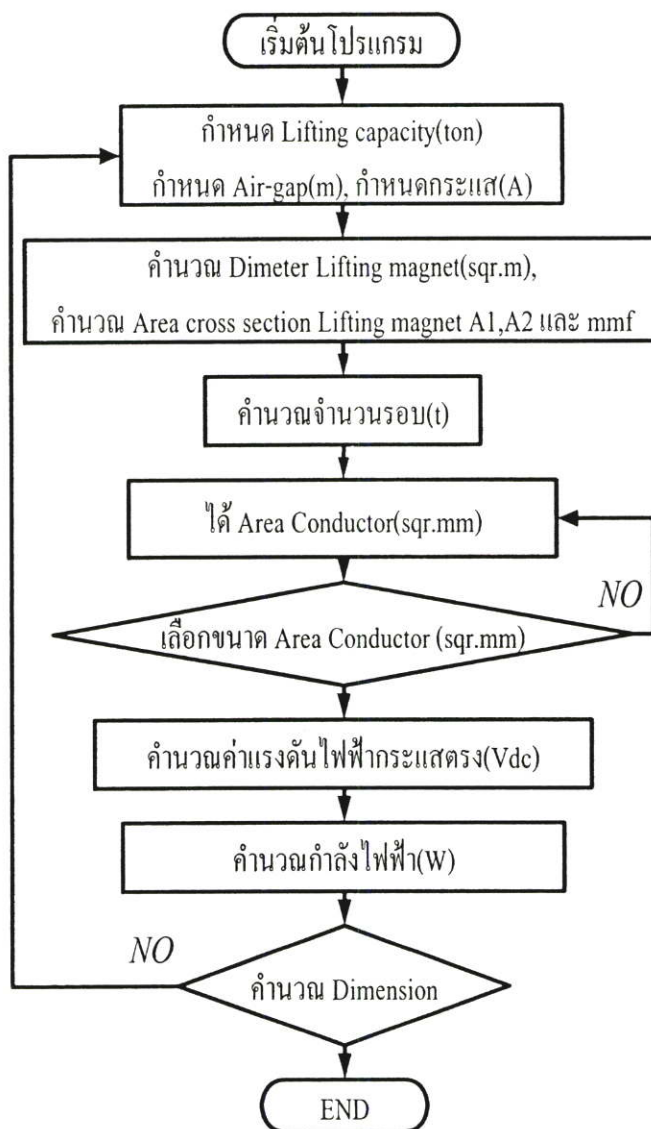 เริ่มต้นโปรแกรม
กำหนด Lifting capacity(ton)
กำหนด Air-gap(m), กำหนดกระแส(A)
คำนวณ Dimeter Lifting magnet(sqr.m),
คำนวณ Area cross section Lifting magnet A1,A2 และ mmf
คำนวณจำนวนรอบ(t)
ได้ Area Conductor(sqr.mm)
NO
เลือกขนาด Area Conductor (sqr.mm)
คำนวณค่าแรงดันไฟฟ้ากระแสตรง(Vdc)
คำนวณกำลังไฟฟ้า(W)
NO
คำนวณ Dimension
END